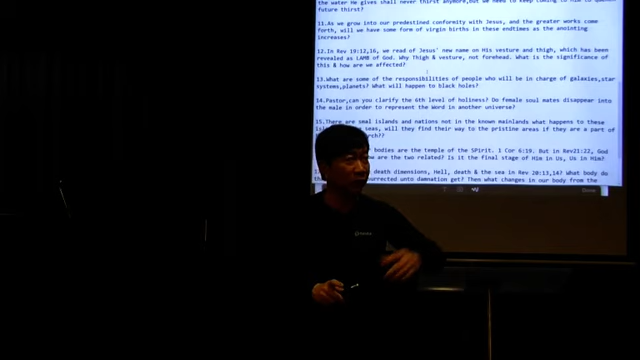 the water He gives shall never thirst anymore, but we need to keep coming to Him to quench
future thirst?
11.As we grow into our predestined conformity with Jesus, and the greater works come
forth, will we have some form of virgin births in these endtimes as the anointing
increases?
12.In Rev 19:12,16, we read of Jesus' new name on His vesture and thigh, which has been
revealed as LAMB of God. Why Thigh & vesture, not forehead. What is the significance of
this & how are we affected?
13.What are some of the responsibilities of people who will be in charge of galaxies,star
systems,planets? What will happen to black holes?
14.Pastor,can you clarify the 6th level of holiness? Do female soul mates disappear into
the male in order to represent the Word in another universe?
15.There are smal islands and nations not in the known mainlands what happens to these
seas, will they find their way to the pristine areas if they are a part of
bodies are the temple of the SPirit. 1 Cor 6:19. But in Rev21:22, God
are the two related? Is it the final stage of Him in Us, Us in Him?
death dimensions, Hell, death & the sea in Rev 20:13,14? What body do
resurrected unto damnation get? Then what changes in our body from the